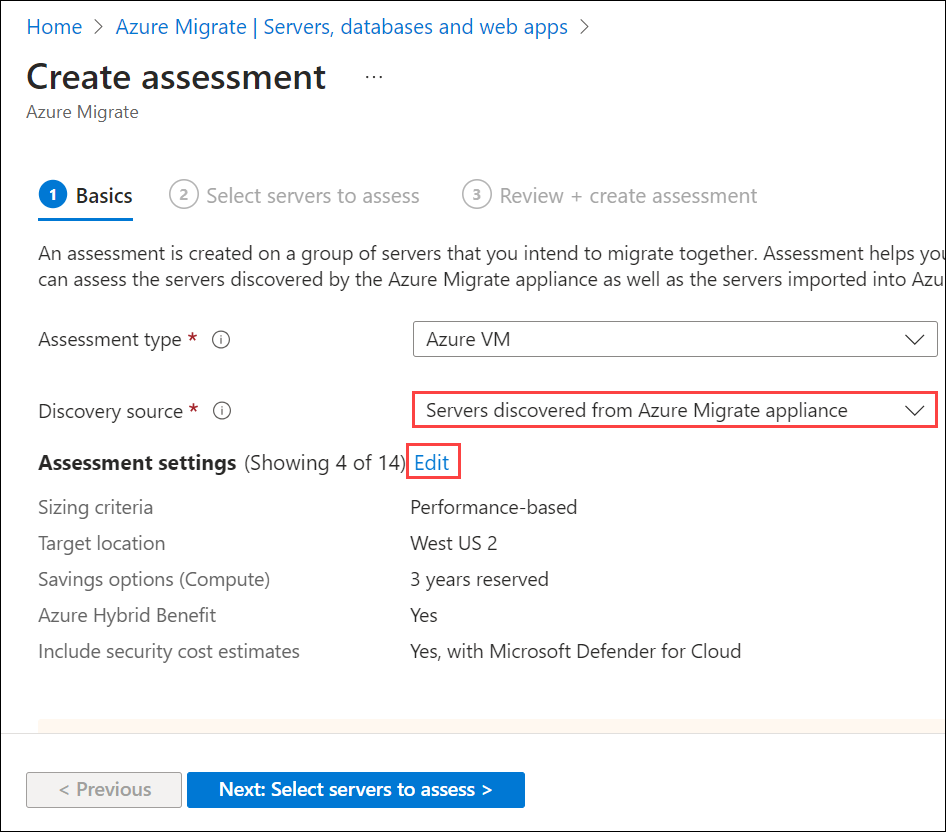 Home > Azure Migrate | Servers, databases and web apps >
Create assessment ...
Azure Migrate
1 Basics 2 Select servers to assess 3 Review + create assessment
An assessment is created on a group of servers that you intend to migrate together. Assessment helps you
can assess the servers discovered by the Azure Migrate appliance as well as the servers imported into Azu
Assessment type * i Azure VM
Discovery source * i Servers discovered from Azure Migrate appliance
Assessment settings (Showing 4 of 14) Edit
Sizing criteria Performance-based
Target location West US 2
Savings options (Compute) 3 years reserved
Azure Hybrid Benefit Yes
Include security cost estimates Yes, with Microsoft Defender for Cloud
< Previous Next: Select servers to assess >